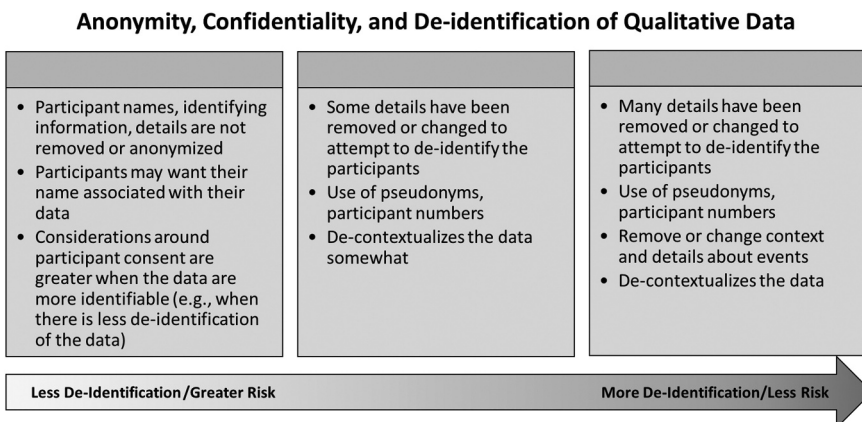 Anonymity, Confidentiality, and De-identification of Qualitative Data
• Participant names, identifying
information, details are not
removed or anonymized
• Participants may want their
name associated with their
data
• Considerations around
participant consent are
greater when the data are
more identifiable (e.g., when
there is less de-identification
of the data)
• Some details have been
removed or changed to
attempt to de-identify the
participants
• Use of pseudonyms,
participant numbers
• De-contextualizes the data
somewhat
• Many details have been
removed or changed to
attempt to de-identify the
participants
• Use of pseudonyms,
participant numbers
• Remove or change context
and details about events
• De-contextualizes the data
Less De-Identification/Greater Risk
More De-Identification/Less Risk